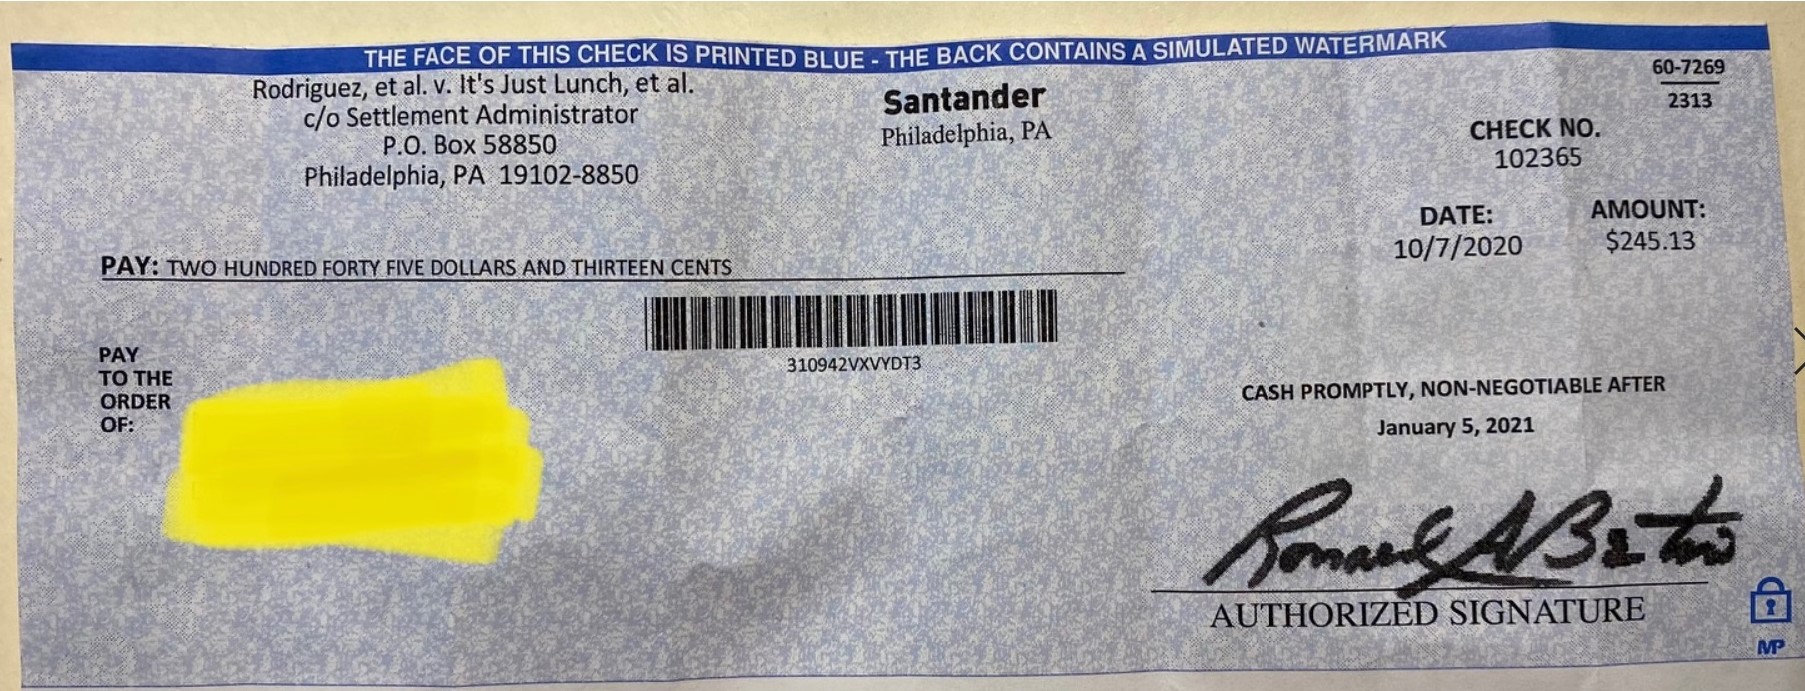 THE FACE OF THIS CHECK IS PRINTED BLUE - THE BACK CONTAINS A SIMULATED WATERMARK
Rodriguez, et al. v. It's Just Lunch, et al.
c/o Settlement Administrator
P.O. Box 58850
Philadelphia, PA 19102-8850
Santander
Philadelphia, PA
60-7269
2313
CHECK NO.
102365
DATE:
10/7/2020
AMOUNT:
$245.13
PAY: TWO HUNDRED FORTY FIVE DOLLARS AND THIRTEEN CENTS
310942VXVYDT3
PAY
TO THE
ORDER
OF:
CASH PROMPTLY, NON-NEGOTIABLE AFTER
January 5, 2021
AUTHORIZED SIGNATURE
MP